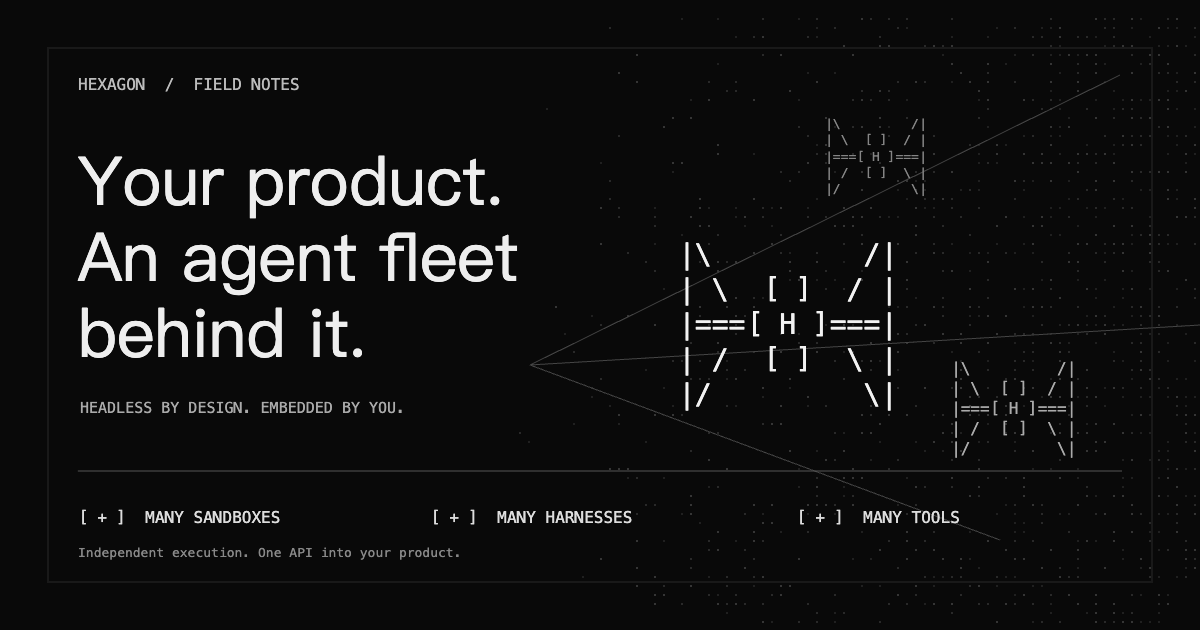 HEXAGON / FIELD NOTES
Your product.
An agent fleet
behind it.
HEADLESS BY DESIGN. EMBEDDED BY YOU.
|\         /|
| \  [ ]  / |
|===[ H ]===|
| /  [ ]  \ |
|/         \|
|\         /|
| \  [ ]  / |
|===[ H ]===|
| /  [ ]  \ |
|/         \|
|\         /|
| \  [ ]  / |
|===[ H ]===|
| /  [ ]  \ |
|/         \|
[ + ] MANY SANDBOXES
[ + ] MANY HARNESSES
[ + ] MANY TOOLS
Independent execution. One API into your product.